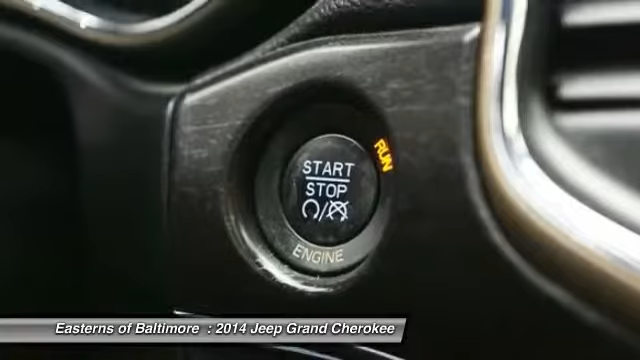 RUN
START
STOP
ENGINE
Easterns of Baltimore : 2014 Jeep Grand Cherokee